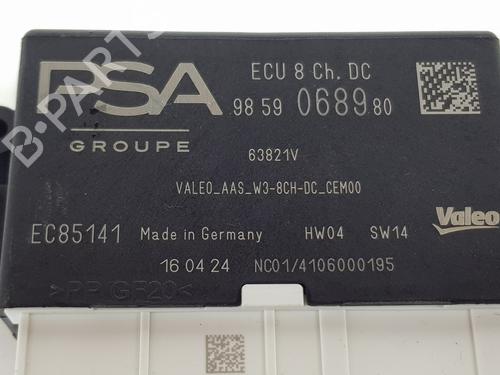 PSA
GROUPE
ECU 8 Ch. DC
98 59 0689 80
63821V
VALEO_AAS_W3-8CH-DC_CEM00
EC85141 Made in Germany HW04 SW14
Valeo
16 04 24 NC01/4106000195
>PP GF20<
B-PARTS